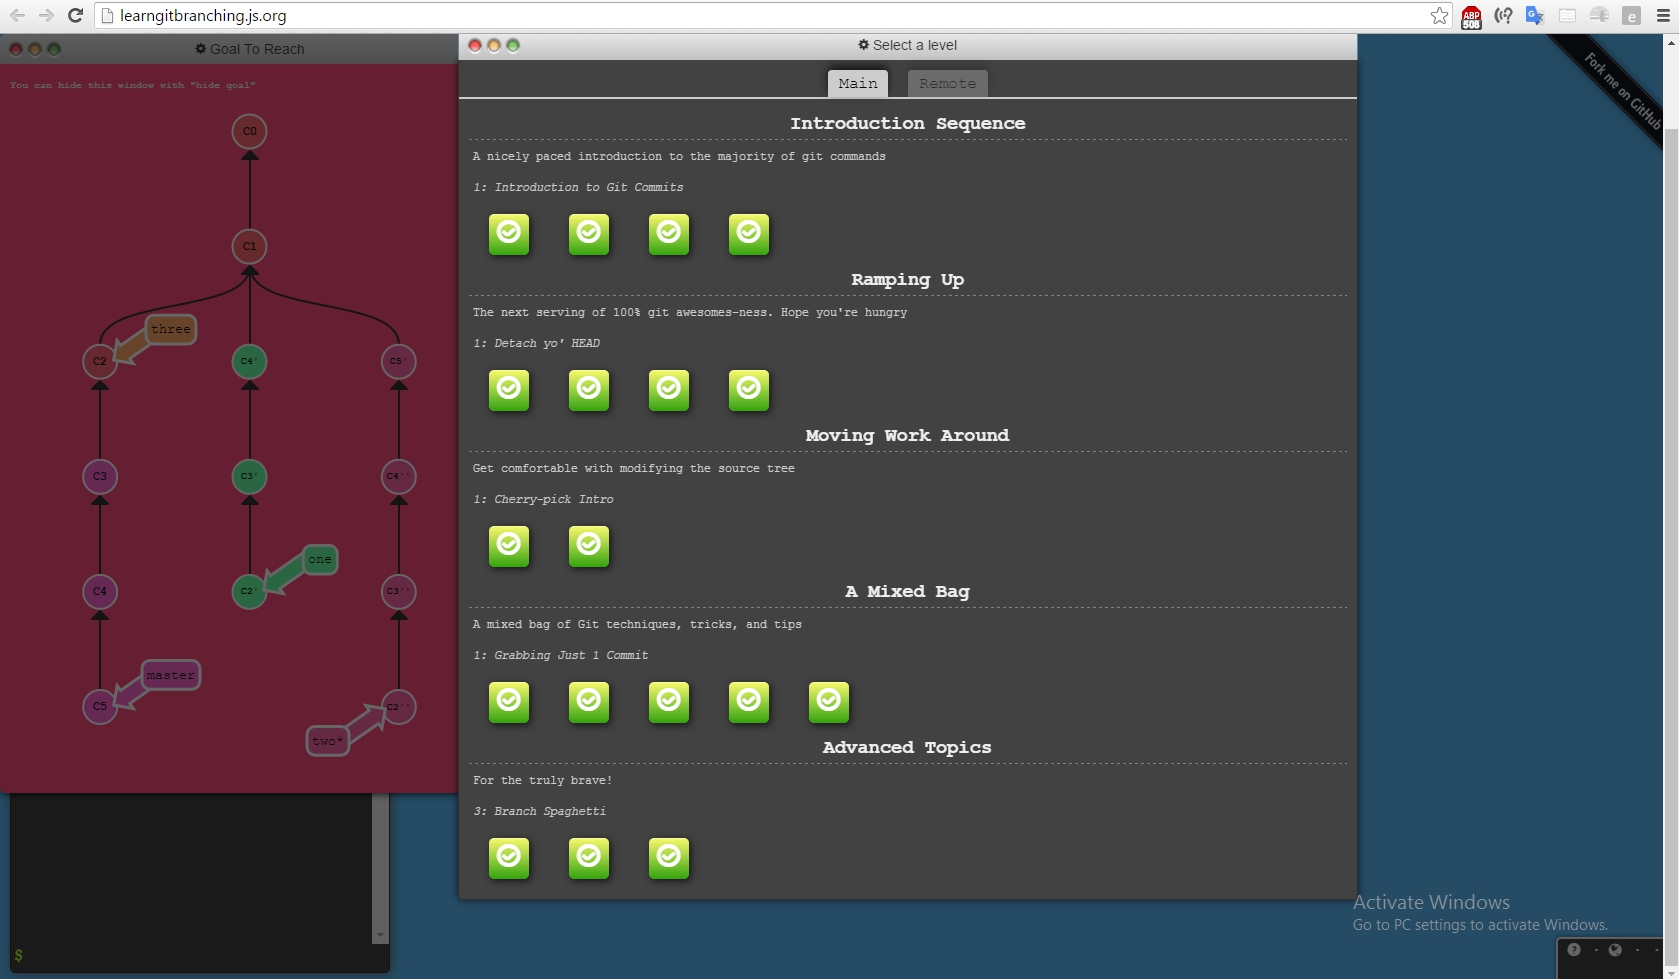 learngitbranching.js.org
ABP
508
e
Goal To Reach
You can hide this window with "hide goal"
C0
C1
three
C2
C4'
C5'
C3
C3'
C4''
one
C4
C2'
C3''
master
C5
C2''
two*
$
Select a level
Main
Remote
Introduction Sequence
A nicely paced introduction to the majority of git commands
1: Introduction to Git Commits
Ramping Up
The next serving of 100% git awesomes-ness. Hope you're hungry
1: Detach yo' HEAD
Moving Work Around
Get comfortable with modifying the source tree
1: Cherry-pick Intro
A Mixed Bag
A mixed bag of Git techniques, tricks, and tips
1: Grabbing Just 1 Commit
Advanced Topics
For the truly brave!
3: Branch Spaghetti
Fork me on GitHub
Activate Windows
Go to PC settings to activate Windows.